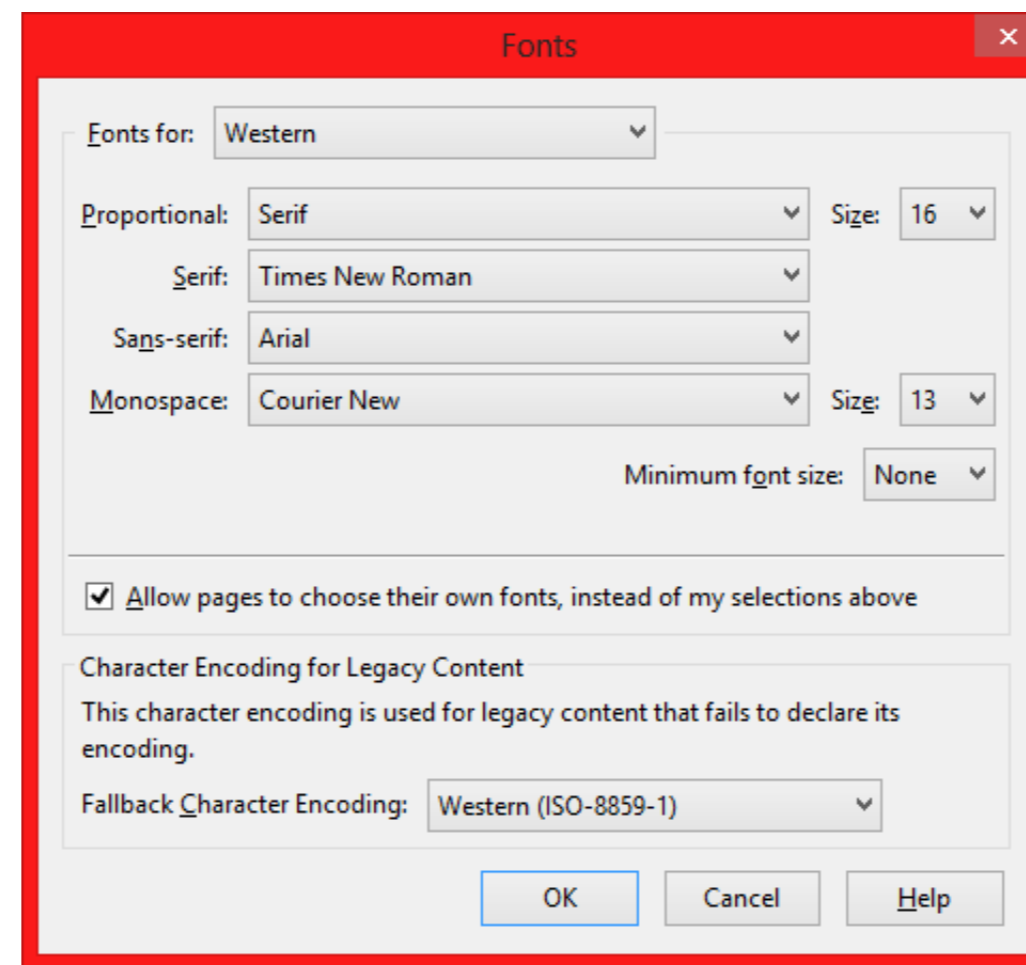 Fonts
Fonts for: Western
Proportional: Serif Size: 16
Serif: Times New Roman
Sans-serif: Arial
Monospace: Courier New Size: 13
Minimum font size: None
Allow pages to choose their own fonts, instead of my selections above
Character Encoding for Legacy Content
This character encoding is used for legacy content that fails to declare its
encoding.
Fallback Character Encoding: Western (ISO-8859-1)
OK Cancel Help